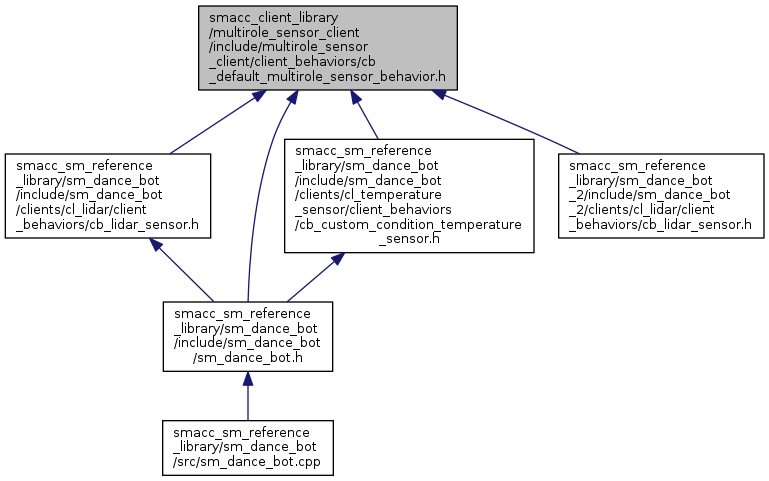 smacc_client_library
/multirole_sensor_client
/include/multirole_sensor
_client/client_behaviors/cb
_default_multirole_sensor_behavior.h
smacc_sm_reference
_library/sm_dance_bot
/include/sm_dance_bot
/clients/cl_lidar/client
_behaviors/cb_lidar_sensor.h
smacc_sm_reference
_library/sm_dance_bot
/include/sm_dance_bot
/clients/cl_temperature
_sensor/client_behaviors
/cb_custom_condition_temperature
_sensor.h
smacc_sm_reference
_library/sm_dance_bot
_2/include/sm_dance_bot
_2/clients/cl_lidar/client
_behaviors/cb_lidar_sensor.h
smacc_sm_reference
_library/sm_dance_bot
/include/sm_dance_bot
/sm_dance_bot.h
smacc_sm_reference
_library/sm_dance_bot
/src/sm_dance_bot.cpp